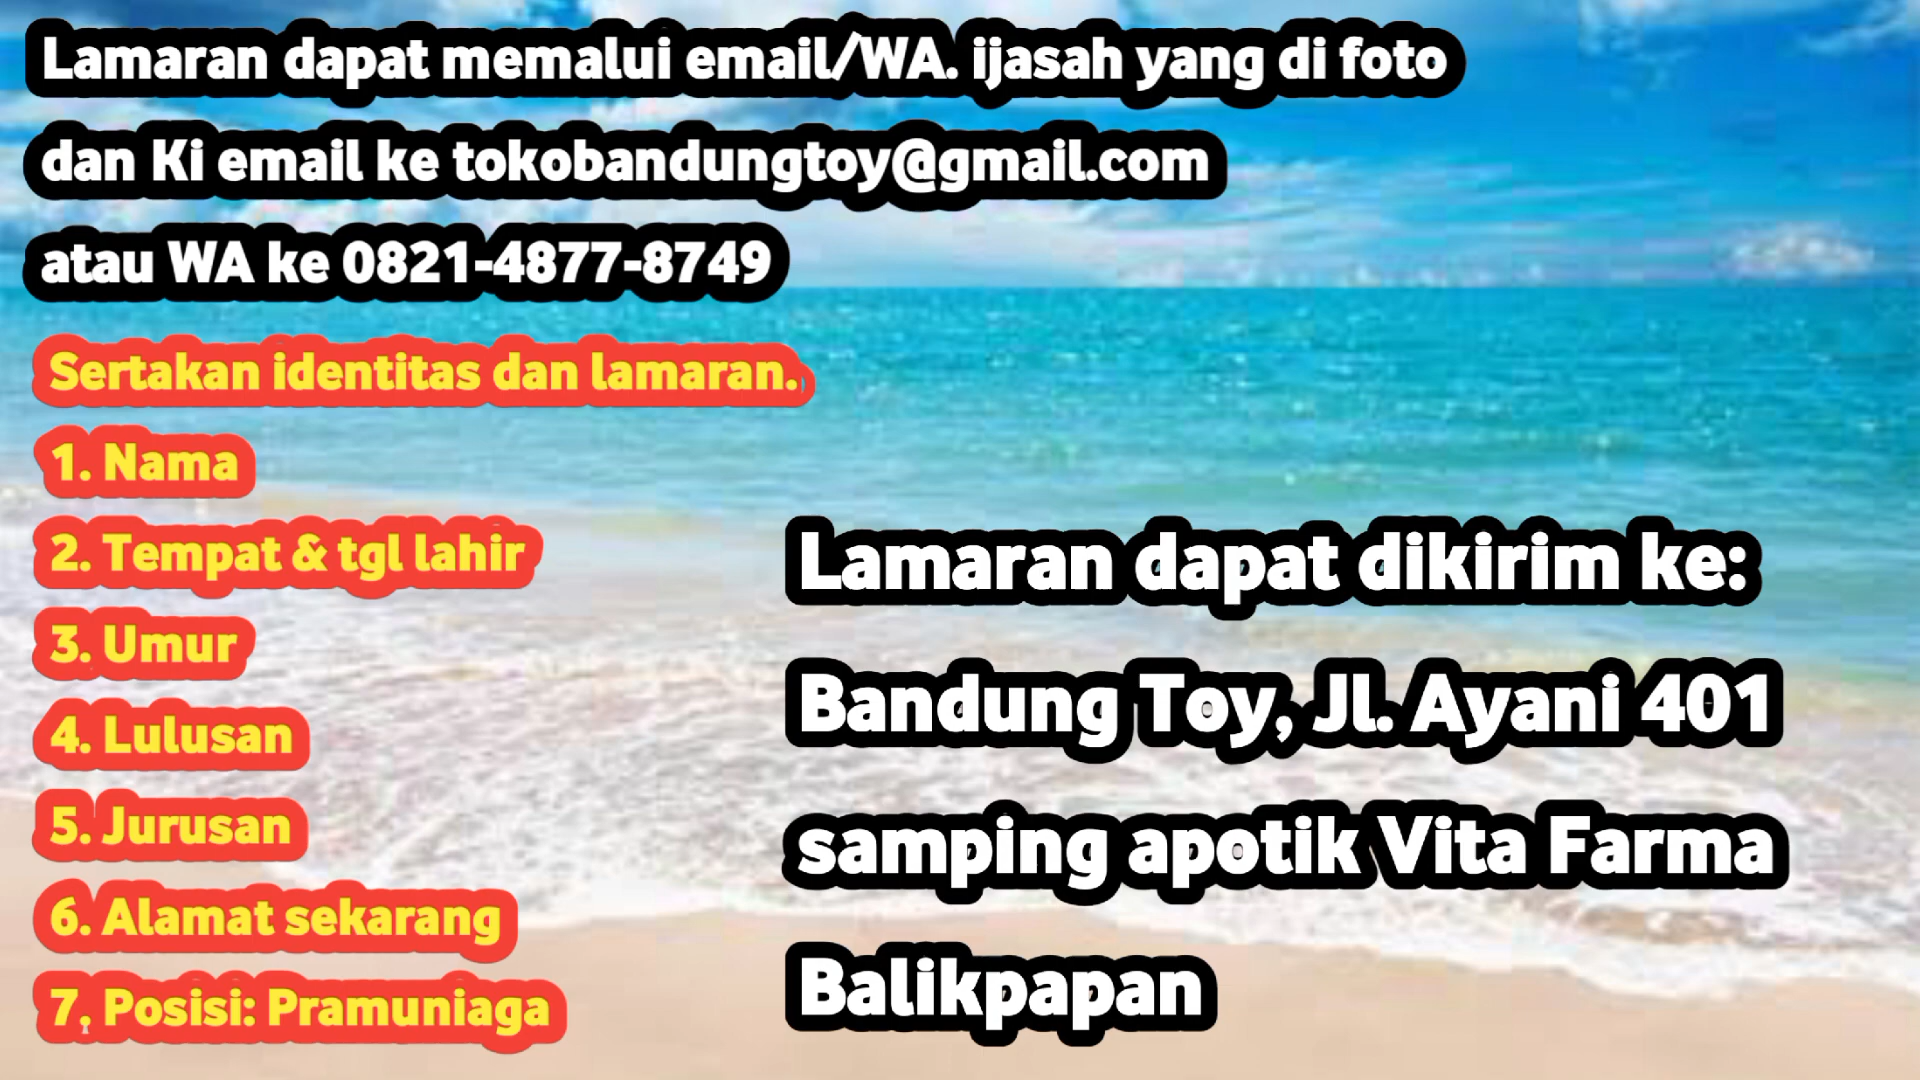 Lamaran dapat memalui email/WA. ijasah yang di foto
dan Ki email ke tokobandungtoy@gmail.com
atau WA ke 0821-4877-8749
Sertakan identitas dan lamaran.
1. Nama
2. Tempat & tgl lahir
3. Umur
4. Lulusan
5. Jurusan
6. Alamat sekarang
7. Posisi: Pramuniaga
Lamaran dapat dikirim ke:
Bandung Toy, Jl. Ayani 401
samping apotik Vita Farma
Balikpapan